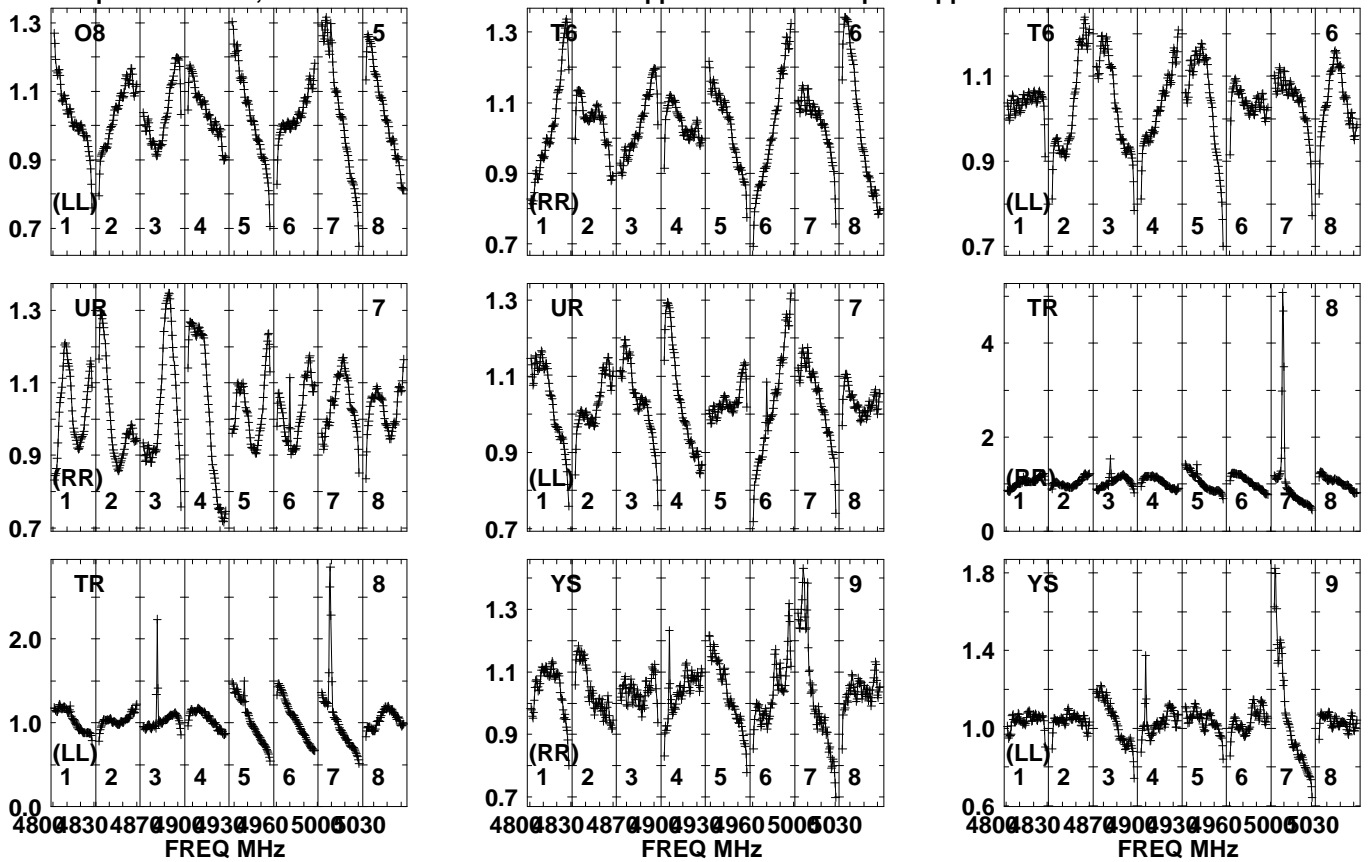 1.3 O8 5
1.1
0.9
0.7 (LL) 1 2 3 4 5 6 7 8
1.3 T6 6
1.1
0.9
0.7 (RR) 1 2 3 4 5 6 7 8
1.3 T6 6
1.1
0.9
0.7 (LL) 1 2 3 4 5 6 7 8
1.3 UR 7
1.1
0.9
0.7 (RR) 1 2 3 4 5 6 7 8
1.3 UR 7
1.1
0.9
0.7 (LL) 1 2 3 4 5 6 7 8
TR 8
4
2
0 (RR) 1 2 3 4 5 6 7 8
TR 8
2.0
1.0
0.0 (LL) 1 2 3 4 5 6 7 8
4800 4830 4870 4900 4930 4960 5000 5030
FREQ MHz
YS 9
1.3
1.1
0.9
0.7 (RR) 1 2 3 4 5 6 7 8
4800 4830 4870 4900 4930 4960 5000 5030
FREQ MHz
1.8 YS 9
1.4
1.0
0.6 (LL) 1 2 3 4 5 6 7 8
4800 4830 4870 4900 4930 4960 5000 5030
FREQ MHz